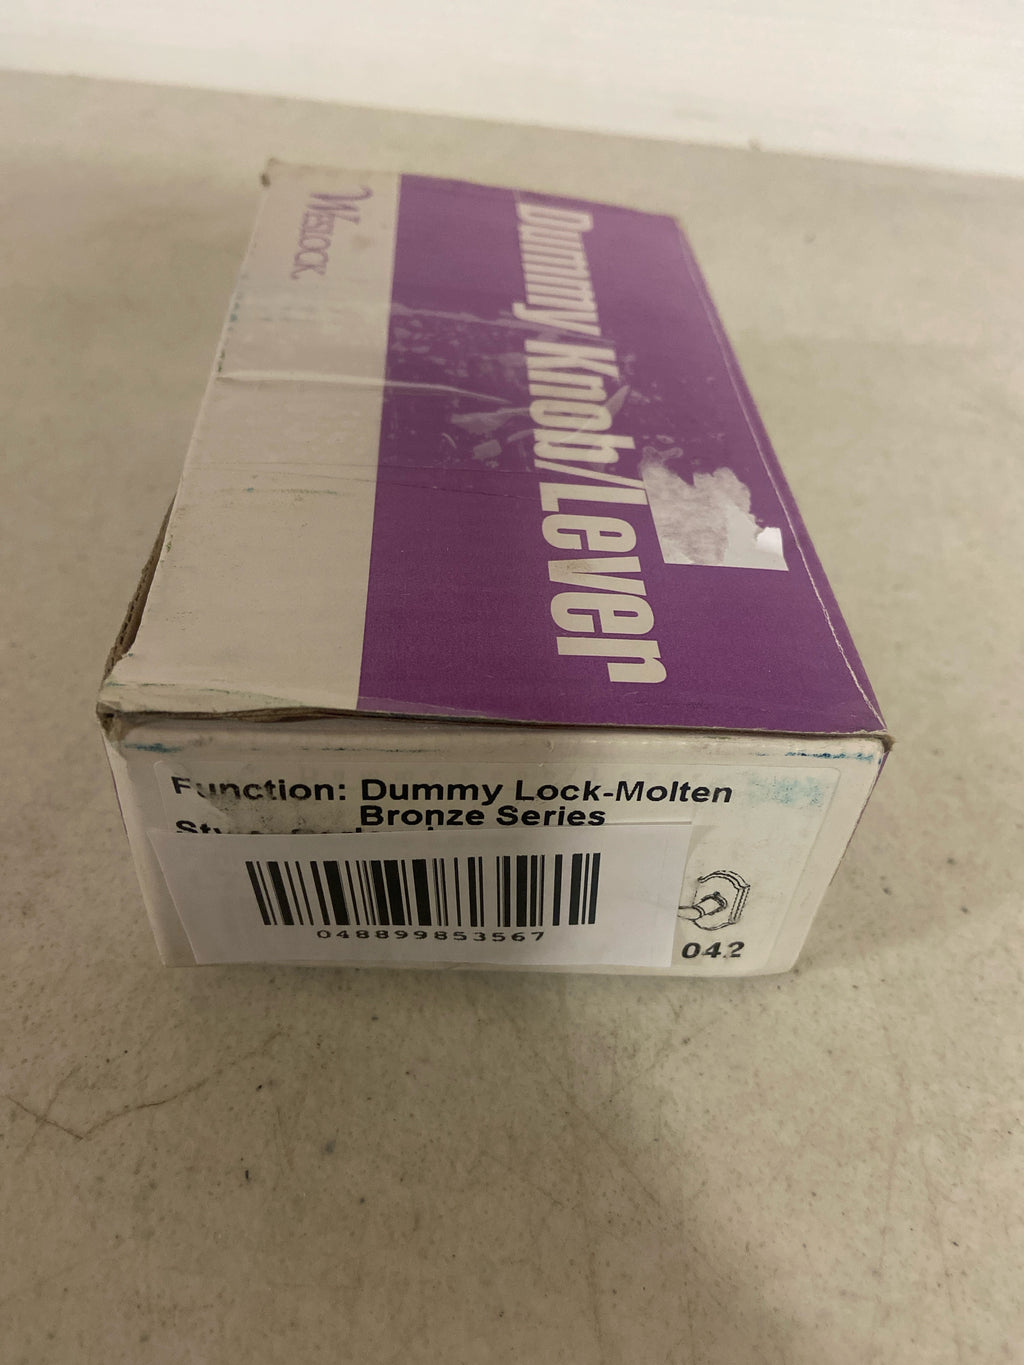 WESLOCK
Dummy Knob/Lever
Function: Dummy Lock-Molten
Bronze Series
048899853567
042